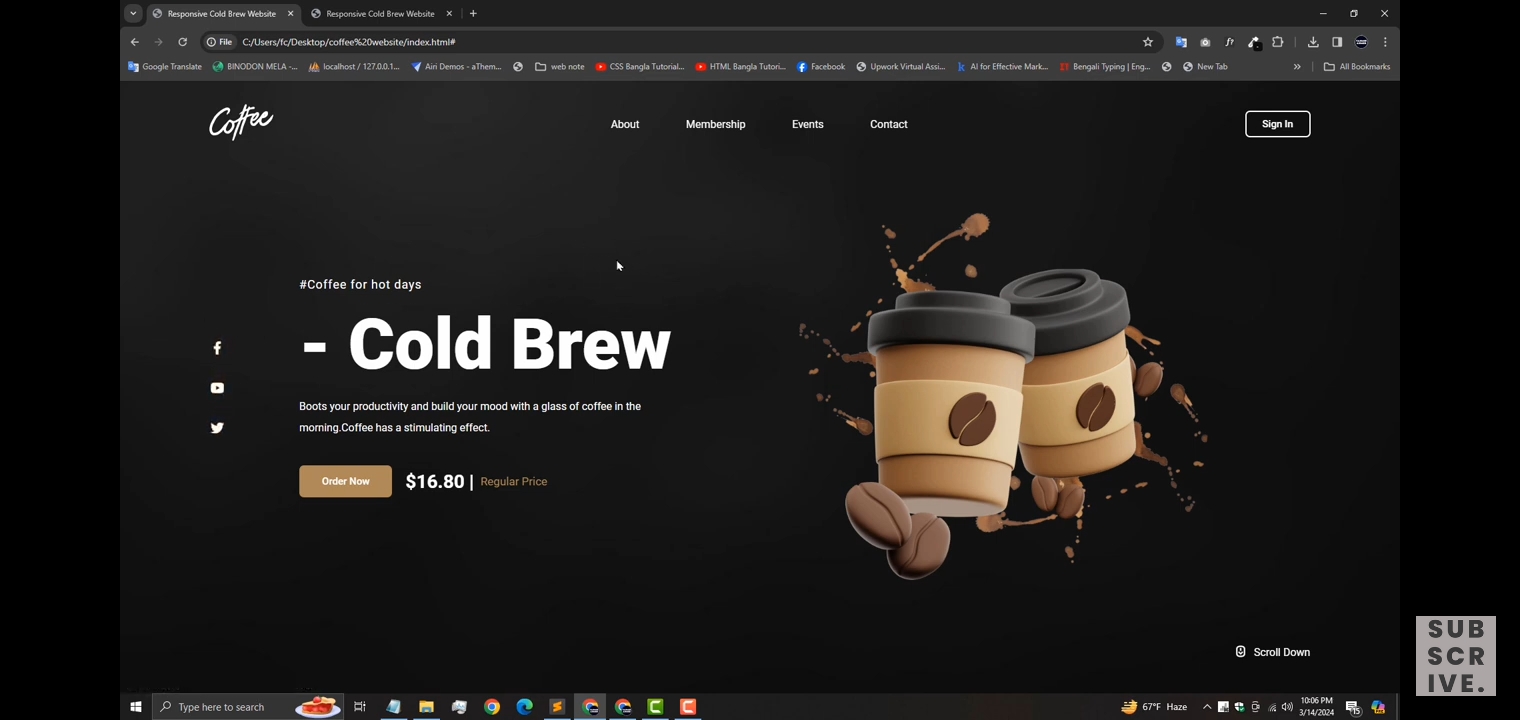 Responsive Cold Brew Website
Responsive Cold Brew Website
File
C:/Users/fc/Desktop/coffee%20website/index.html#
Google Translate
BINODON MELA -...
localhost / 127.0.0.1...
Airi Demos - aThem...
web note
CSS Bangla Tutorial...
HTML Bangla Tutori...
Facebook
Upwork Virtual Assi...
AI for Effective Mark...
Bengali Typing | Eng...
New Tab
All Bookmarks
Coffee
About
Membership
Events
Contact
Sign In
#Coffee for hot days
- Cold Brew
Boots your productivity and build your mood with a glass of coffee in the
morning.Coffee has a stimulating effect.
Order Now
$16.80 | Regular Price
Scroll Down
SUB
SCR
IVE.
Type here to search
67°F Haze
10:06 PM
3/14/2024
15